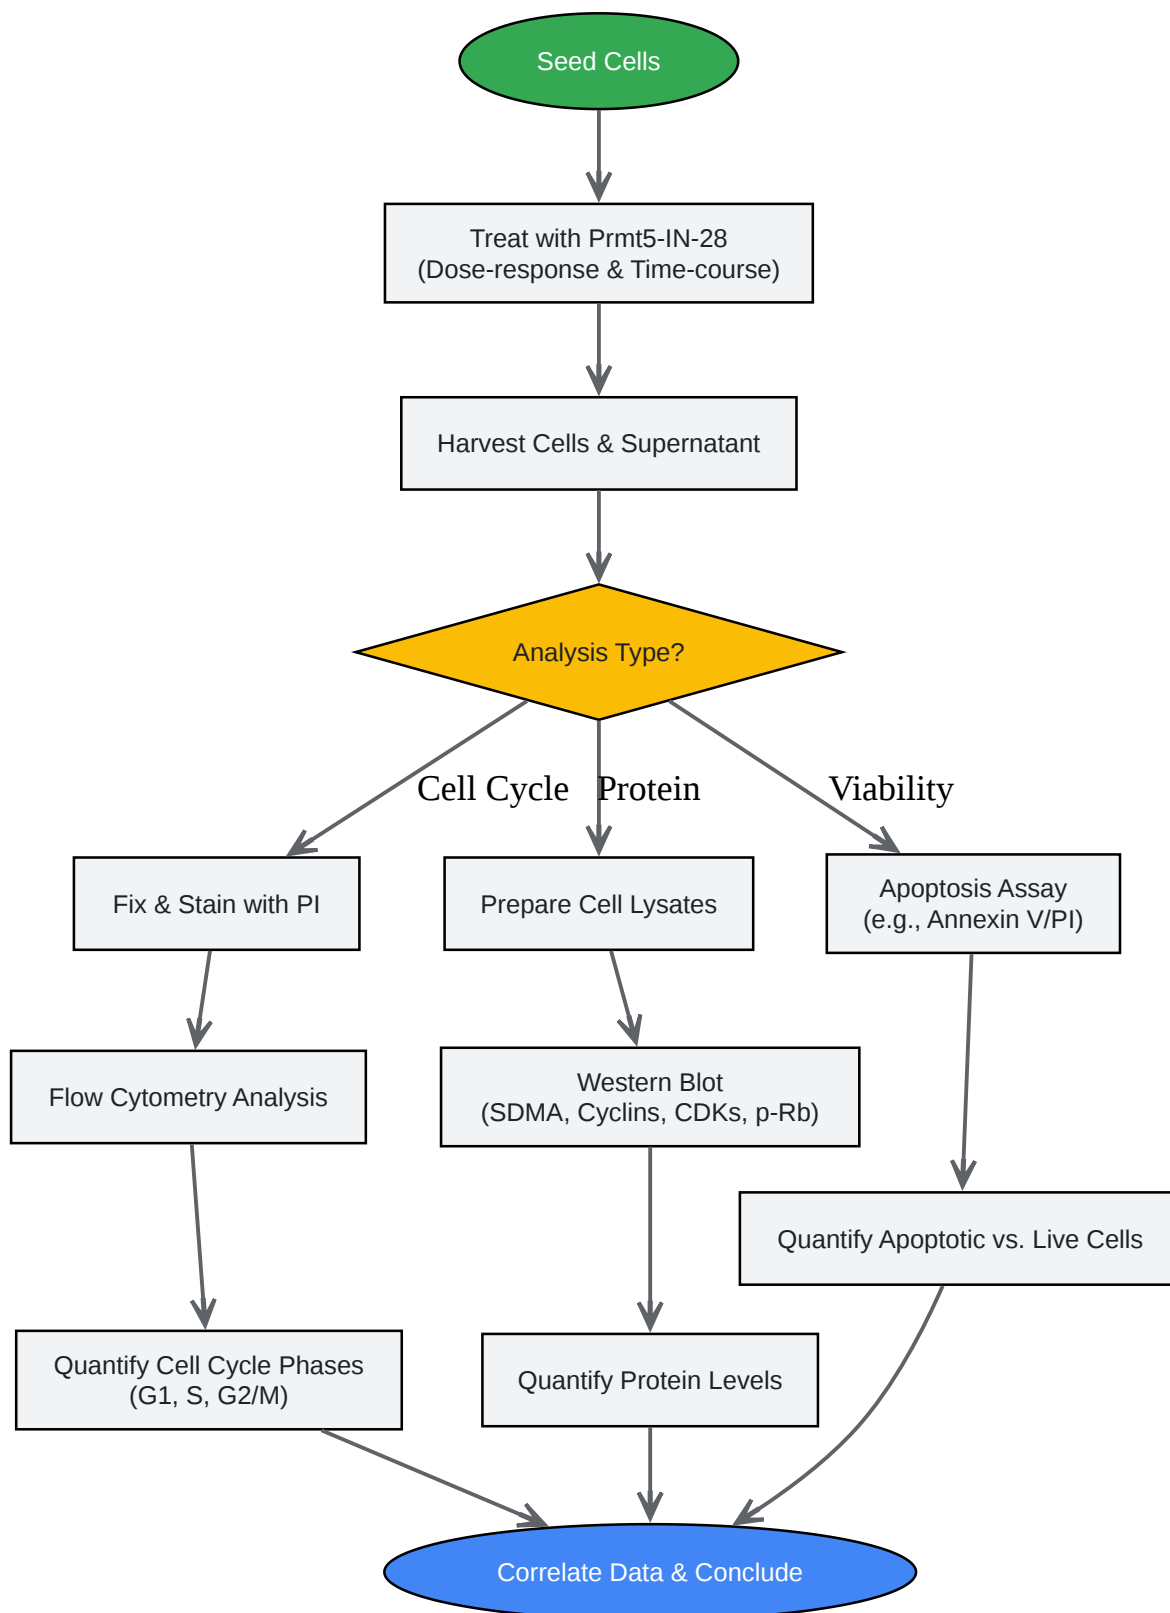 Seed Cells
Treat with Prmt5-IN-28
(Dose-response & Time-course)
Harvest Cells & Supernatant
Analysis Type?
Cell Cycle
Protein
Viability
Fix & Stain with PI
Prepare Cell Lysates
Apoptosis Assay
(e.g., Annexin V/PI)
Flow Cytometry Analysis
Western Blot
(SDMA, Cyclins, CDKs, p-Rb)
Quantify Apoptotic vs. Live Cells
Quantify Cell Cycle Phases
(G1, S, G2/M)
Quantify Protein Levels
Correlate Data & Conclude